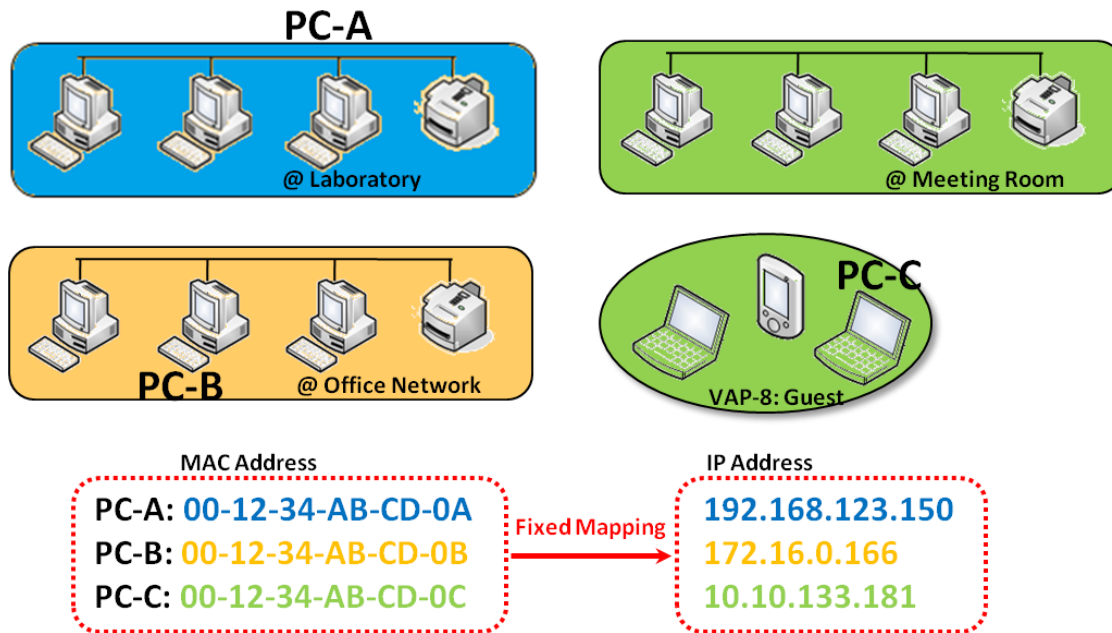 PC-A
@ Laboratory
@ Meeting Room
PC-B
@ Office Network
PC-C
VAP-8: Guest
MAC Address
PC-A: 00-12-34-AB-CD-0A
PC-B: 00-12-34-AB-CD-0B
PC-C: 00-12-34-AB-CD-0C
Fixed Mapping
IP Address
192.168.123.150
172.16.0.166
10.10.133.181